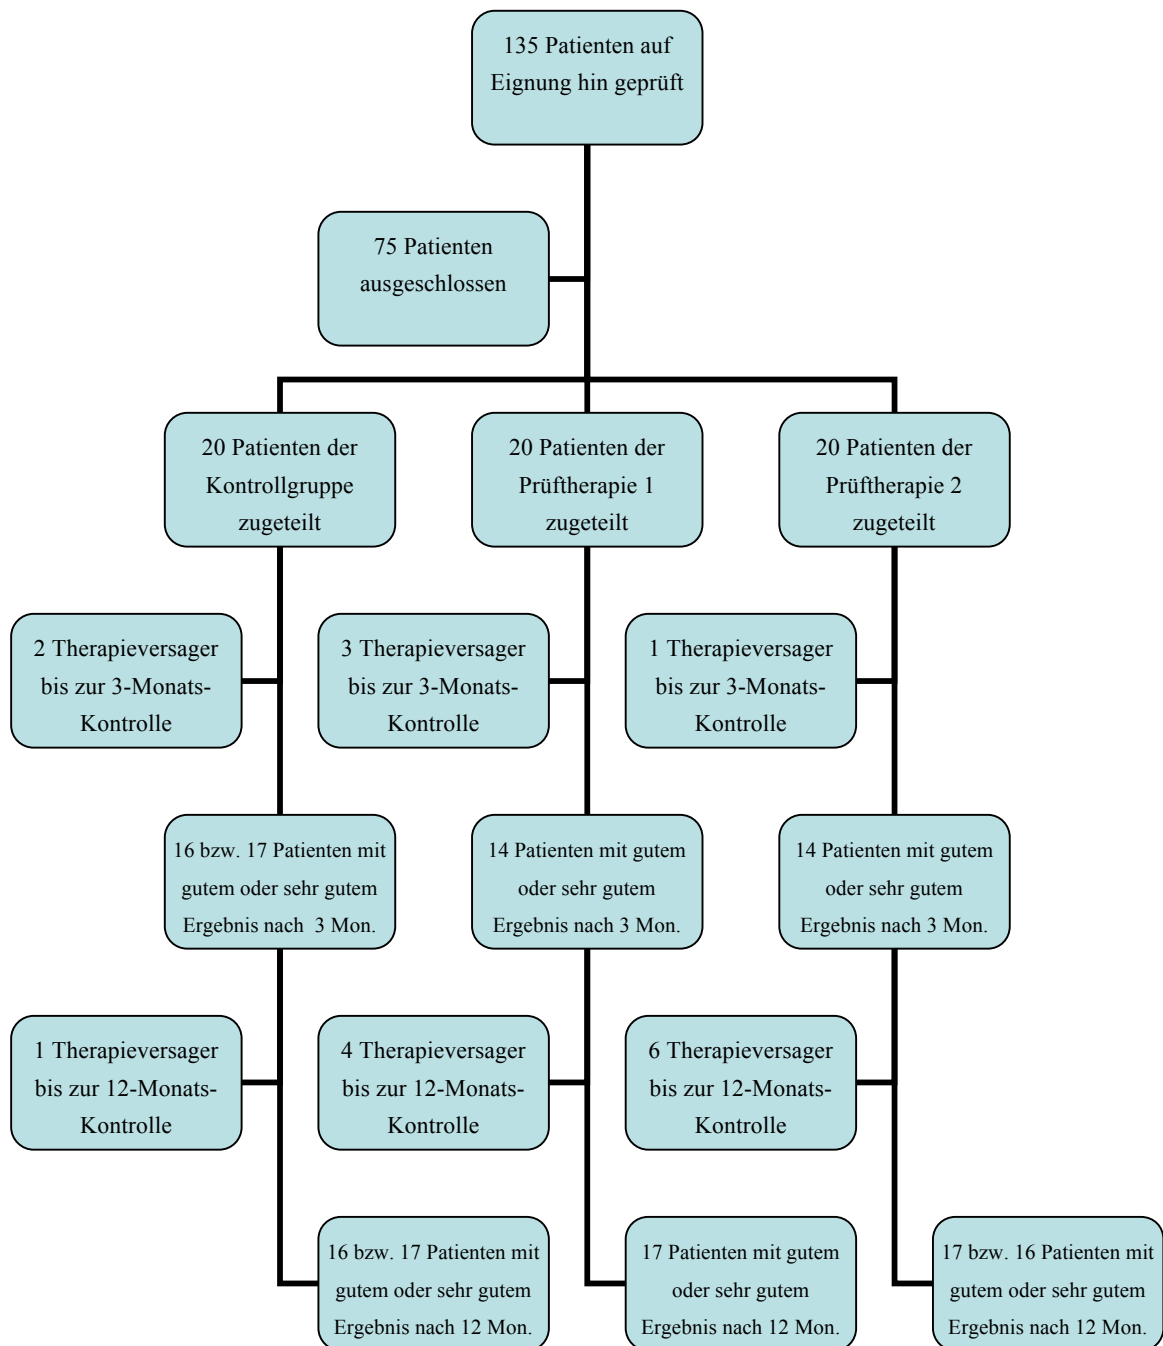 135 Patienten auf
Eignung hin geprüft
75 Patienten
ausgeschlossen
20 Patienten der
Kontrollgruppe
zugeteilt
20 Patienten der
Prüftherapie 1
zugeteilt
20 Patienten der
Prüftherapie 2
zugeteilt
2 Therapieversager
bis zur 3-Monats-
Kontrolle
3 Therapieversager
bis zur 3-Monats-
Kontrolle
1 Therapieversager
bis zur 3-Monats-
Kontrolle
16 bzw. 17 Patienten mit
gutem oder sehr gutem
Ergebnis nach 3 Mon.
14 Patienten mit gutem
oder sehr gutem
Ergebnis nach 3 Mon.
14 Patienten mit gutem
oder sehr gutem
Ergebnis nach 3 Mon.
1 Therapieversager
bis zur 12-Monats-
Kontrolle
4 Therapieversager
bis zur 12-Monats-
Kontrolle
6 Therapieversager
bis zur 12-Monats-
Kontrolle
16 bzw. 17 Patienten mit
gutem oder sehr gutem
Ergebnis nach 12 Mon.
17 Patienten mit gutem
oder sehr gutem
Ergebnis nach 12 Mon.
17 bzw. 16 Patienten mit
gutem oder sehr gutem
Ergebnis nach 12 Mon.